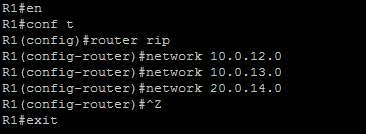 R1#en
R1#conf t
R1(config)#router rip
R1(config-router)#network 10.0.12.0
R1(config-router)#network 10.0.13.0
R1(config-router)#network 20.0.14.0
R1(config-router)#^Z
R1#exit